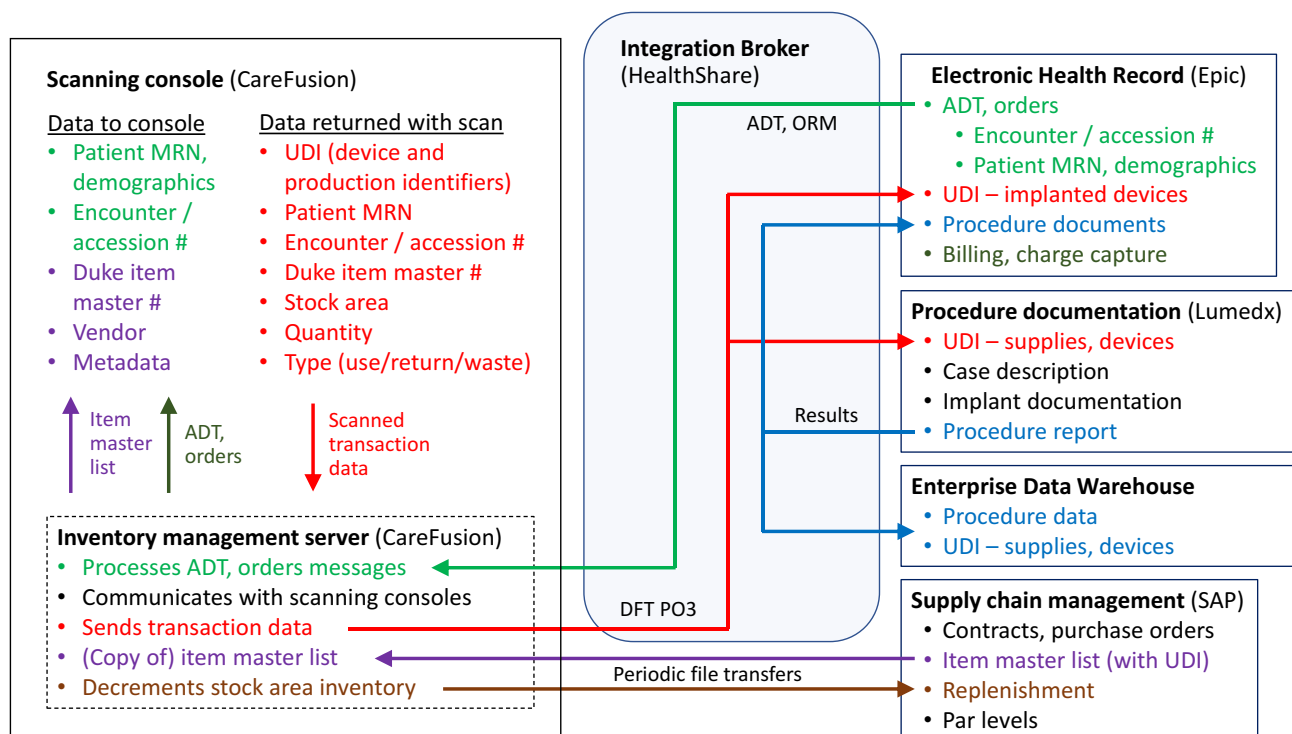 Scanning console (CareFusion)
Data to console
• Patient MRN,
demographics
• Encounter /
accession #
• Duke item
master #
• Vendor
• Metadata
Data returned with scan
• UDI (device and
production identifiers)
• Patient MRN
• Encounter / accession #
• Duke item master #
• Stock area
• Quantity
• Type (use/return/waste)
Item
master
list
ADT,
orders
Scanned
transaction
data
Inventory management server (CareFusion)
• Processes ADT, orders messages
• Communicates with scanning consoles
• Sends transaction data
• (Copy of) item master list
• Decrements stock area inventory
Integration Broker
(HealthShare)
ADT, ORM
Results
DFT PO3
Periodic file transfers
Electronic Health Record (Epic)
• ADT, orders
• Encounter / accession #
• Patient MRN, demographics
• UDI – implanted devices
• Procedure documents
• Billing, charge capture
Procedure documentation (Lumedx)
• UDI – supplies, devices
• Case description
• Implant documentation
• Procedure report
Enterprise Data Warehouse
• Procedure data
• UDI – supplies, devices
Supply chain management (SAP)
• Contracts, purchase orders
• Item master list (with UDI)
• Replenishment
• Par levels